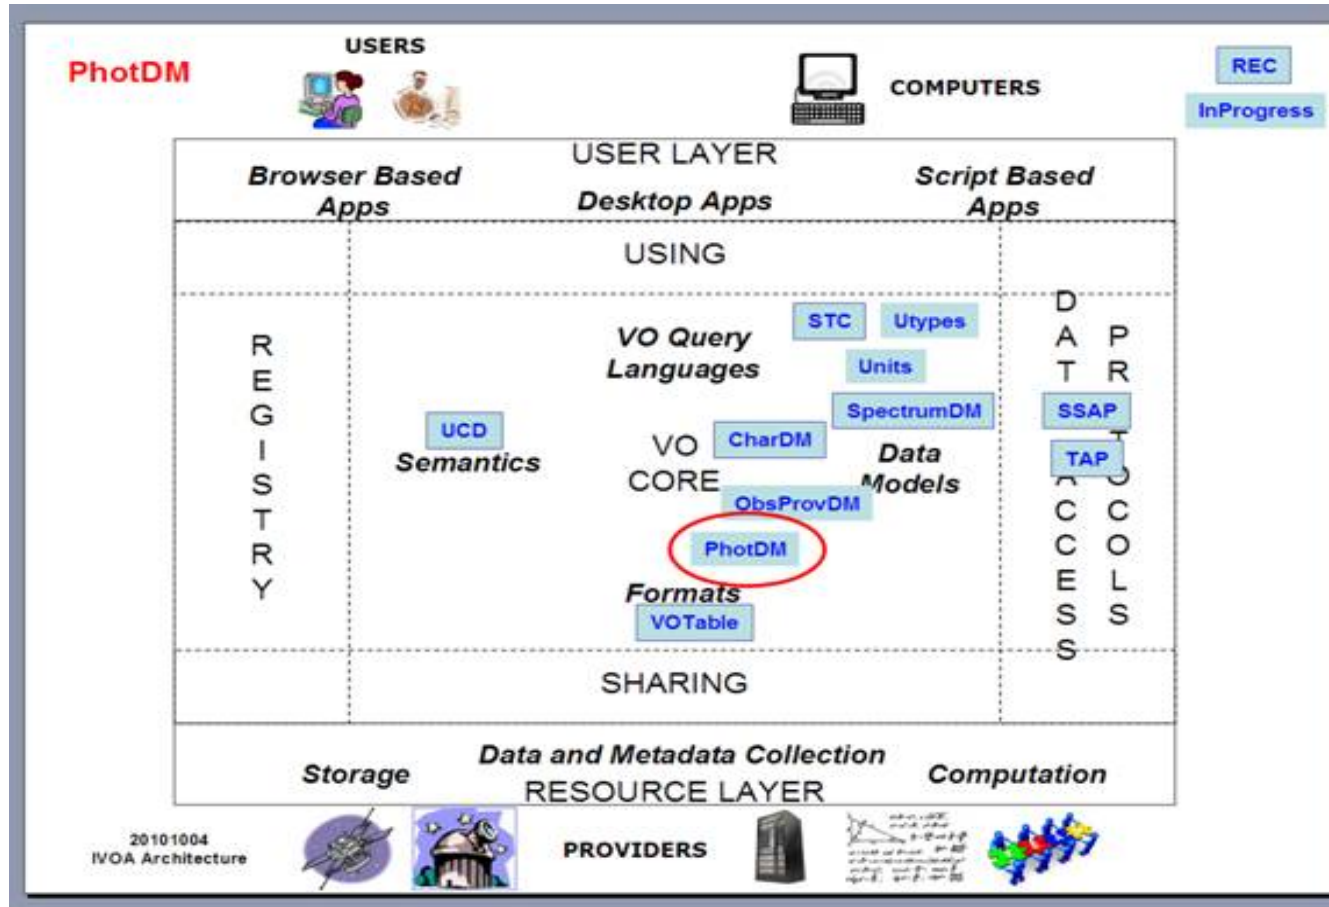 PhotDM
USERS
COMPUTERS
REC
InProgress
USER LAYER
Browser Based
Apps
Desktop Apps
Script Based
Apps
USING
REGISTRY
VO Query
Languages
STC
Utypes
Units
SpectrumDM
UCD
Semantics
VO
CORE
CharDM
Data
Models
ObsProvDM
PhotDM
Formats
VOTable
DATA ACCESS
PROTOCOLS
SSAP
TAP
SHARING
Data and Metadata Collection
Storage
Computation
RESOURCE LAYER
20101004
IVOA Architecture
PROVIDERS